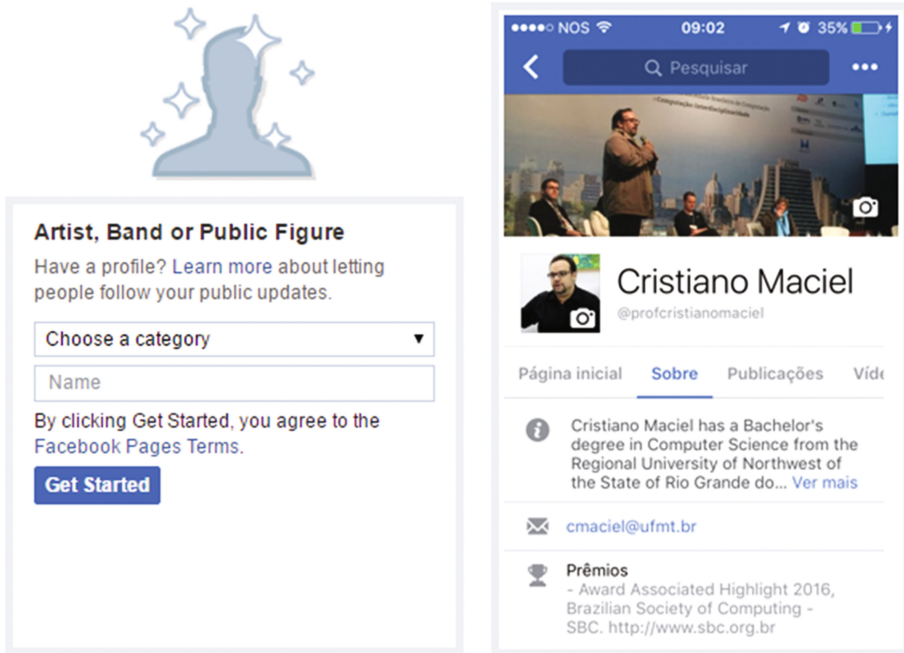 Artist, Band or Public Figure
Have a profile? Learn more about letting
people follow your public updates.
Choose a category
Name
By clicking Get Started, you agree to the
Facebook Pages Terms.
Get Started
NOS 09:02 35%
Pesquisar
Computação Interdisciplinaridade
Cristiano Maciel
@profcristianomaciel
Página inicial Sobre Publicações Víde
Cristiano Maciel has a Bachelor's
degree in Computer Science from the
Regional University of Northwest of
the State of Rio Grande do... Ver mais
cmaciel@ufmt.br
Prêmios
- Award Associated Highlight 2016,
Brazilian Society of Computing -
SBC. http://www.sbc.org.br